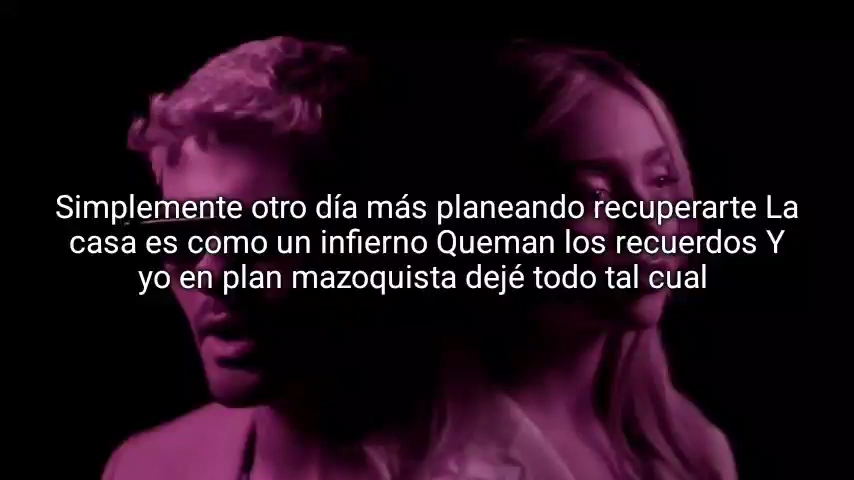 Simplemente otro día más planeando recuperarte La
casa es como un infierno Queman los recuerdos Y
yo en plan mazoquista dejé todo tal cual